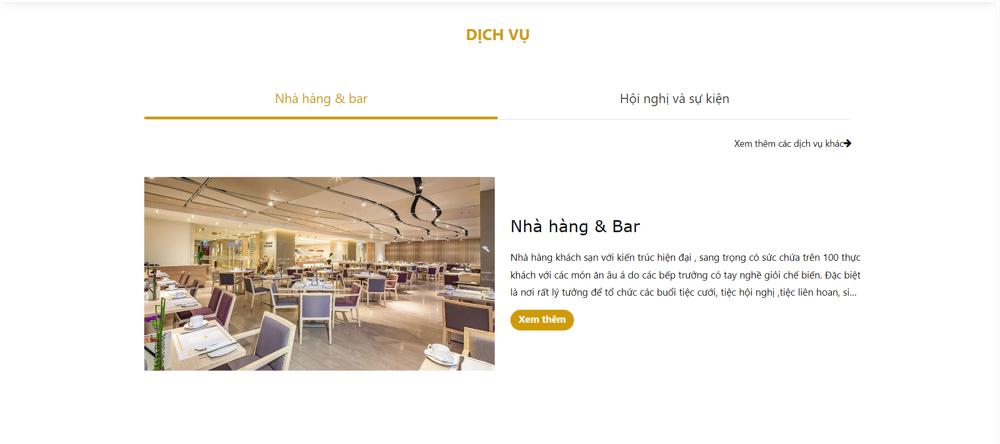 DỊCH VỤ
Nhà hàng & bar
Hội nghị và sự kiện
Xem thêm các dịch vụ khác
Nhà hàng & Bar
Nhà hàng khách sạn với kiến trúc hiện đại , sang trọng có sức chứa trên 100 thực
khách với các món ăn âu á do các bếp trưởng có tay nghề giỏi chế biến. Đặc biệt
là nơi rất lý tưởng để tổ chức các buổi tiệc cưới, tiệc hội nghị ,tiệc liên hoan, si...
Xem thêm